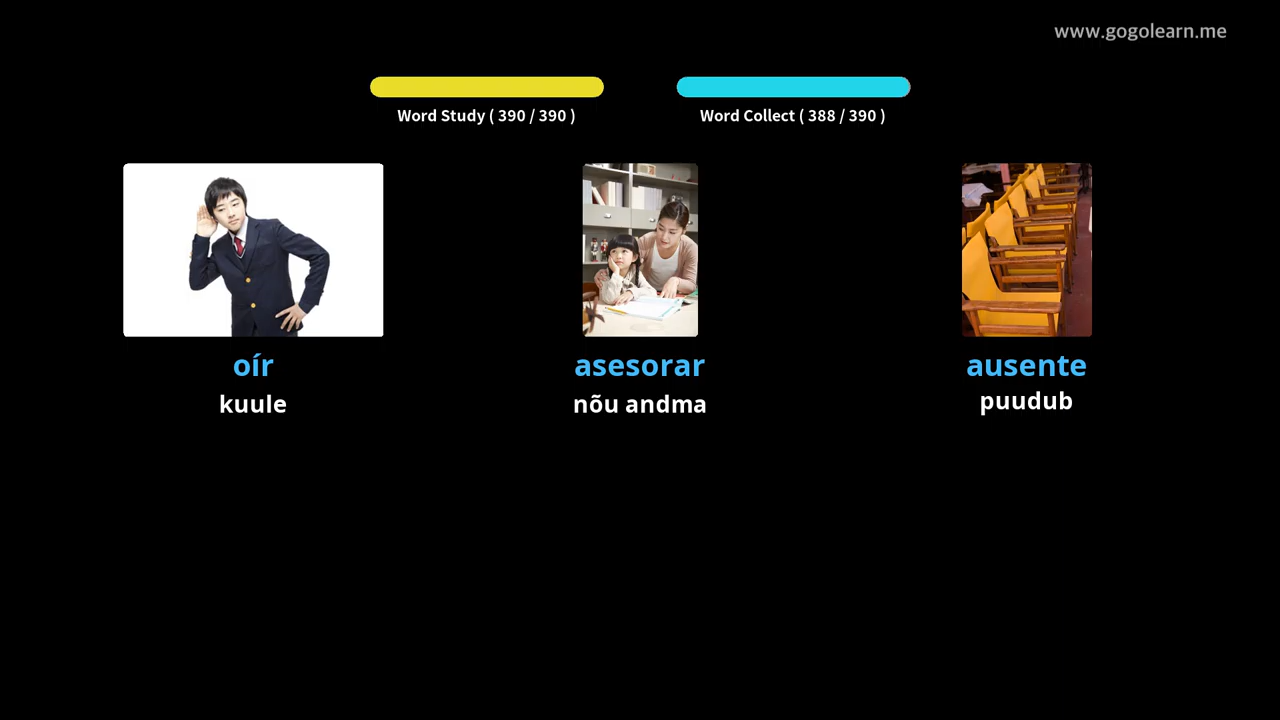 www.gogolearn.me
Word Study ( 390 / 390 )
Word Collect ( 388 / 390 )
oír
kuule
asesorar
nõu andma
ausente
puudub